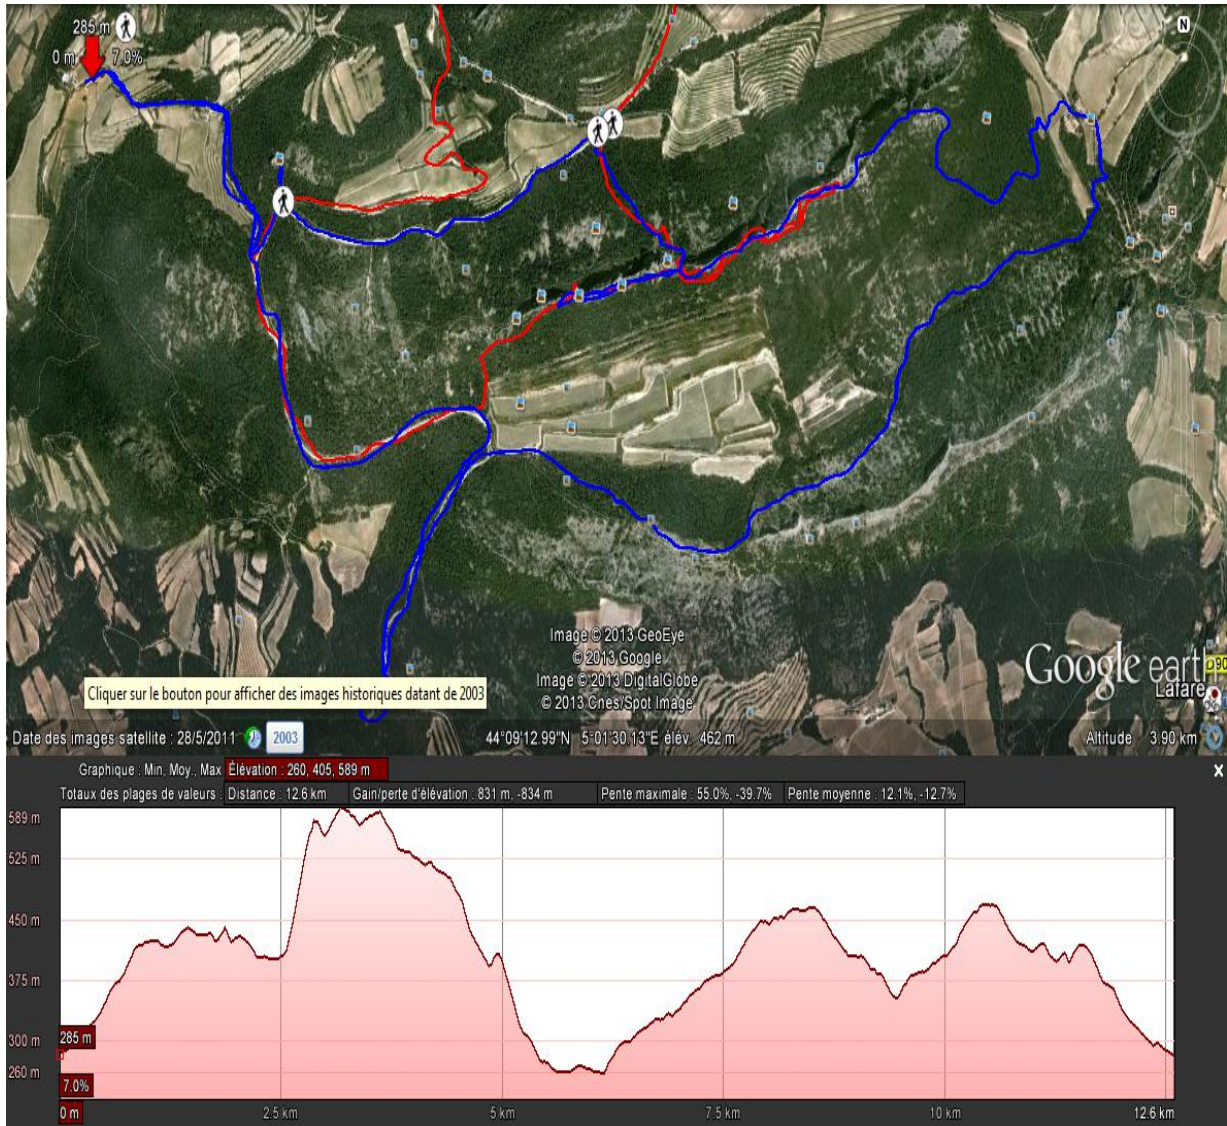 285 m
0 m 7.0%
N
Image © 2013 GeoEye
© 2013 Google
Image © 2013 DigitalGlobe
© 2013 Cnes/Spot Image
Google earth
90
Lafare
Cliquer sur le bouton pour afficher des images historiques datant de 2003
Date des images satellite : 28/5/2011 2003 44°09'12.99"N 5°01'30.13"E élév. 462 m Altitude 3.90 km
Graphique : Min, Moy., Max Élévation : 260, 405, 589 m x
Totaux des plages de valeurs : Distance : 12.6 km Gain/perte d'élévation : 831 m, -834 m Pente maximale : 55.0%, -39.7% Pente moyenne : 12.1%, -12.7%
589 m
525 m
450 m
375 m
300 m
285 m
260 m
7.0%
0 m 2.5 km 5 km 7.5 km 10 km 12.6 km